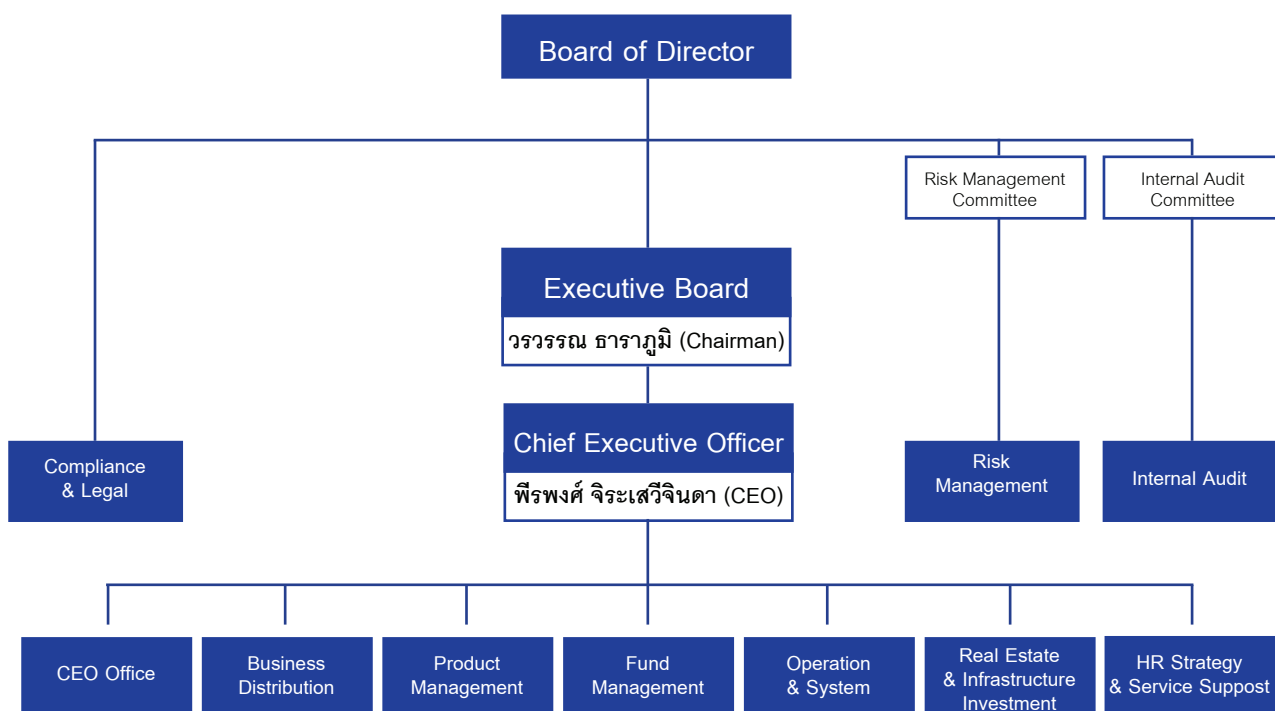 Board of Director
Risk Management
Committee
Internal Audit
Committee
Executive Board
วรวรรณ ธาราภูมิ (Chairman)
Chief Executive Officer
พีรพงศ์ จิระเสวีจินดา (CEO)
Compliance
& Legal
Risk
Management
Internal Audit
CEO Office
Business
Distribution
Product
Management
Fund
Management
Operation
& System
Real Estate
& Infrastructure
Investment
HR Strategy
& Service Suppost